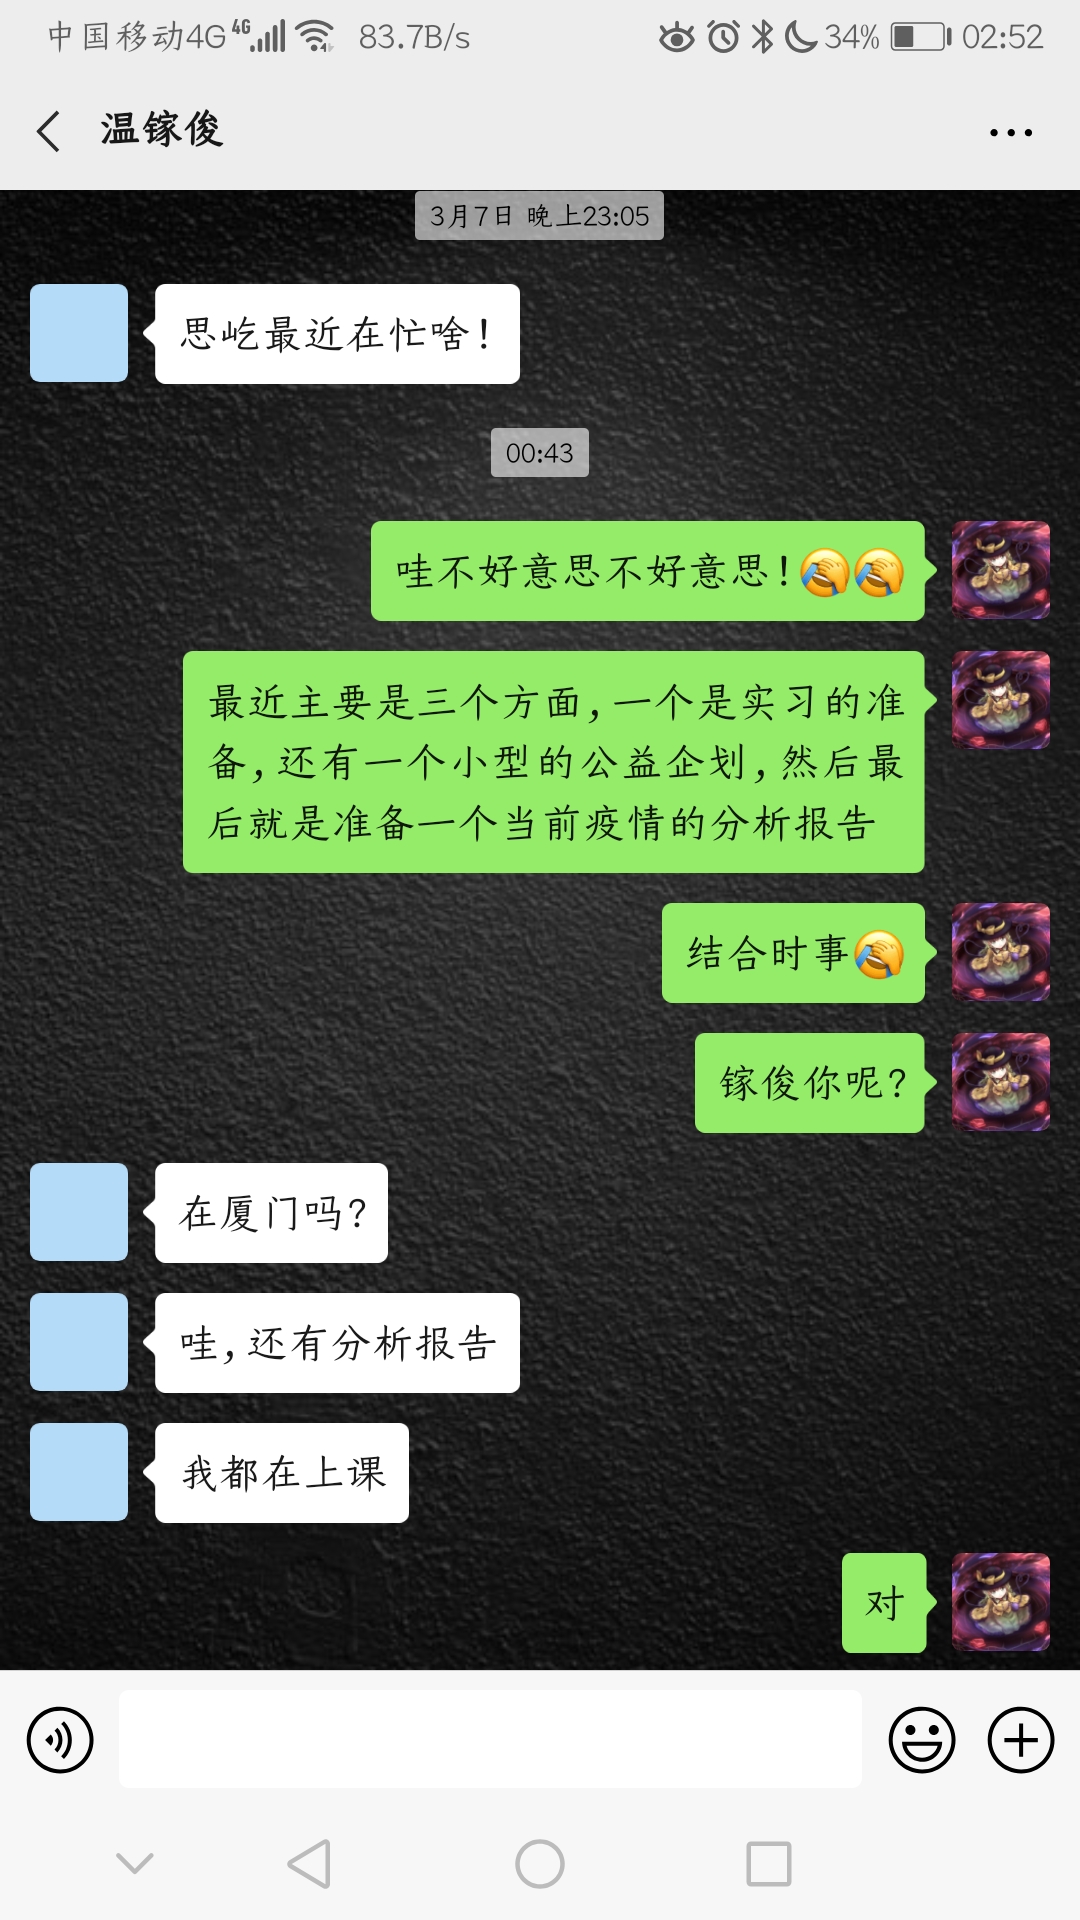 中国移动4G 4G 83.7B/s 34% 02:52
温镓俊
3月7日 晚上23:05
思屹最近在忙啥！
00:43
哇不好意思不好意思！🤣🤣
最近主要是三个方面，一个是实习的准
备，还有一个小型的公益企划，然后最
后就是准备一个当前疫情的分析报告
结合时事🤣
镓俊你呢？
在厦门吗？
哇，还有分析报告
我都在上课
对